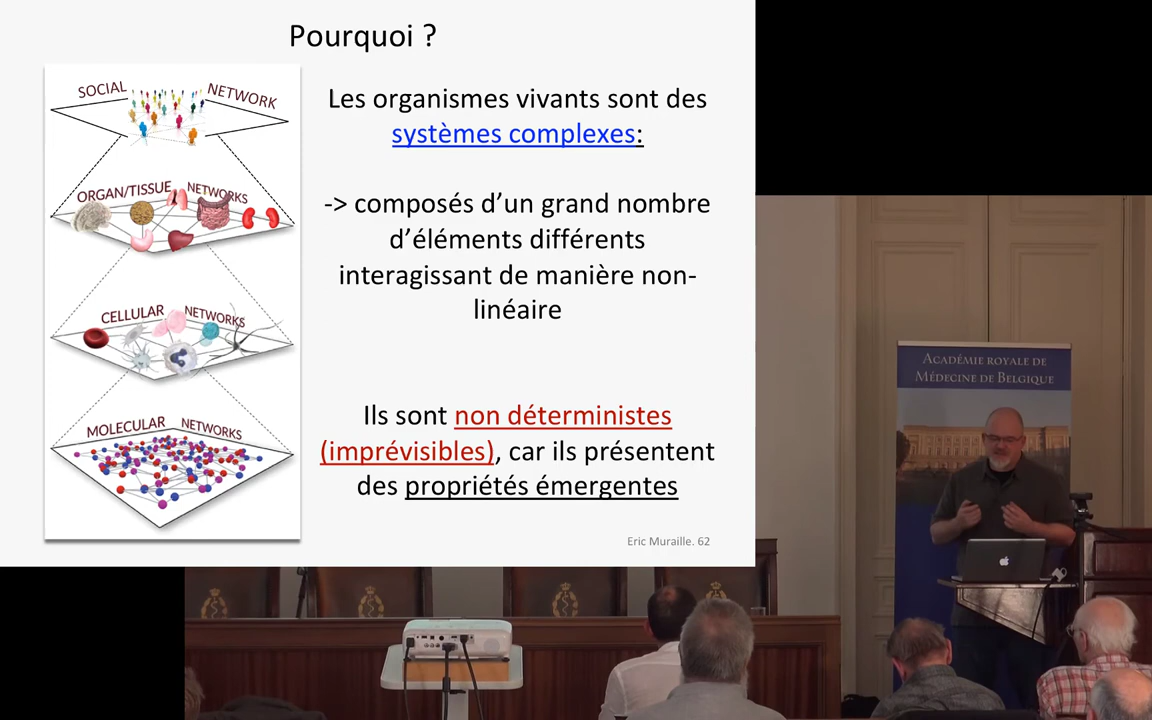 Pourquoi ?
SOCIAL NETWORK
ORGAN/TISSUE NETWORKS
CELLULAR NETWORKS
MOLECULAR NETWORKS
Les organismes vivants sont des
systèmes complexes:
-> composés d’un grand nombre
d’éléments différents
interagissant de manière non-
linéaire
Ils sont non déterministes
(imprévisibles), car ils présentent
des propriétés émergentes
Eric Muraille. 62
ACADÉMIE ROYALE DE
MÉDECINE DE BELGIQUE